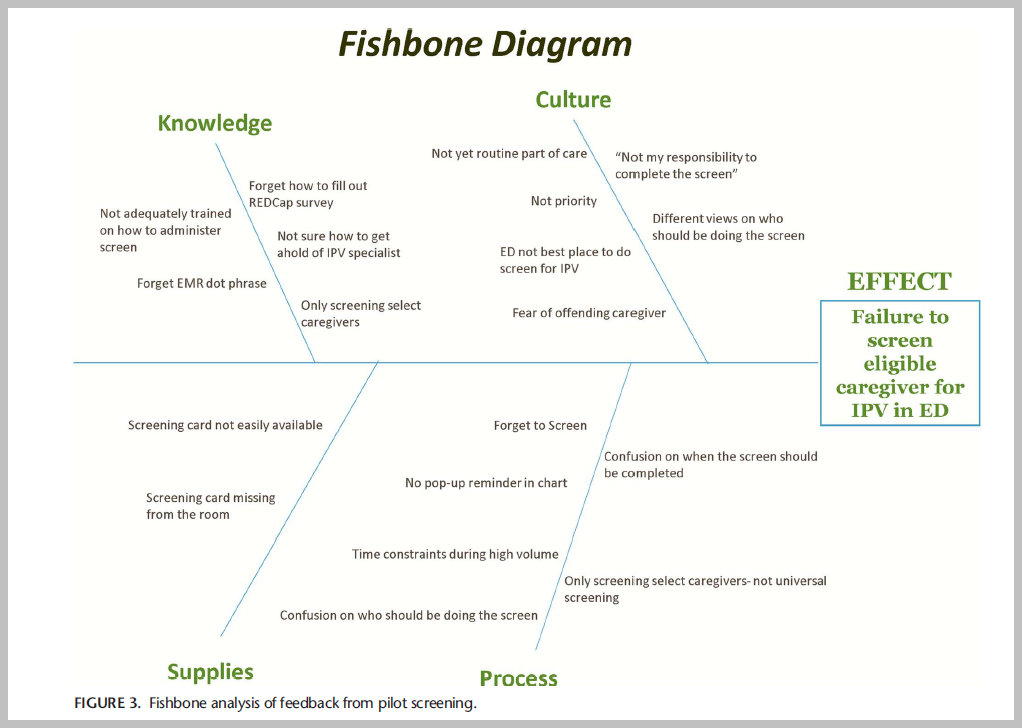 Fishbone Diagram
Knowledge
Culture
Not adequately trained
on how to administer
screen
Forget EMR dot phrase
Forget how to fill out
REDCap survey
Not sure how to get
ahold of IPV specialist
Only screening select
caregivers
Not yet routine part of care
Not priority
ED not best place to do
screen for IPV
Fear of offending caregiver
“Not my responsibility to
complete the screen”
Different views on who
should be doing the screen
EFFECT
Failure to
screen
eligible
caregiver for
IPV in ED
Screening card not easily available
Screening card missing
from the room
Supplies
Forget to Screen
No pop-up reminder in chart
Time constraints during high volume
Confusion on who should be doing the screen
Confusion on when the screen should
be completed
Only screening select caregivers- not universal
screening
Process
FIGURE 3. Fishbone analysis of feedback from pilot screening.